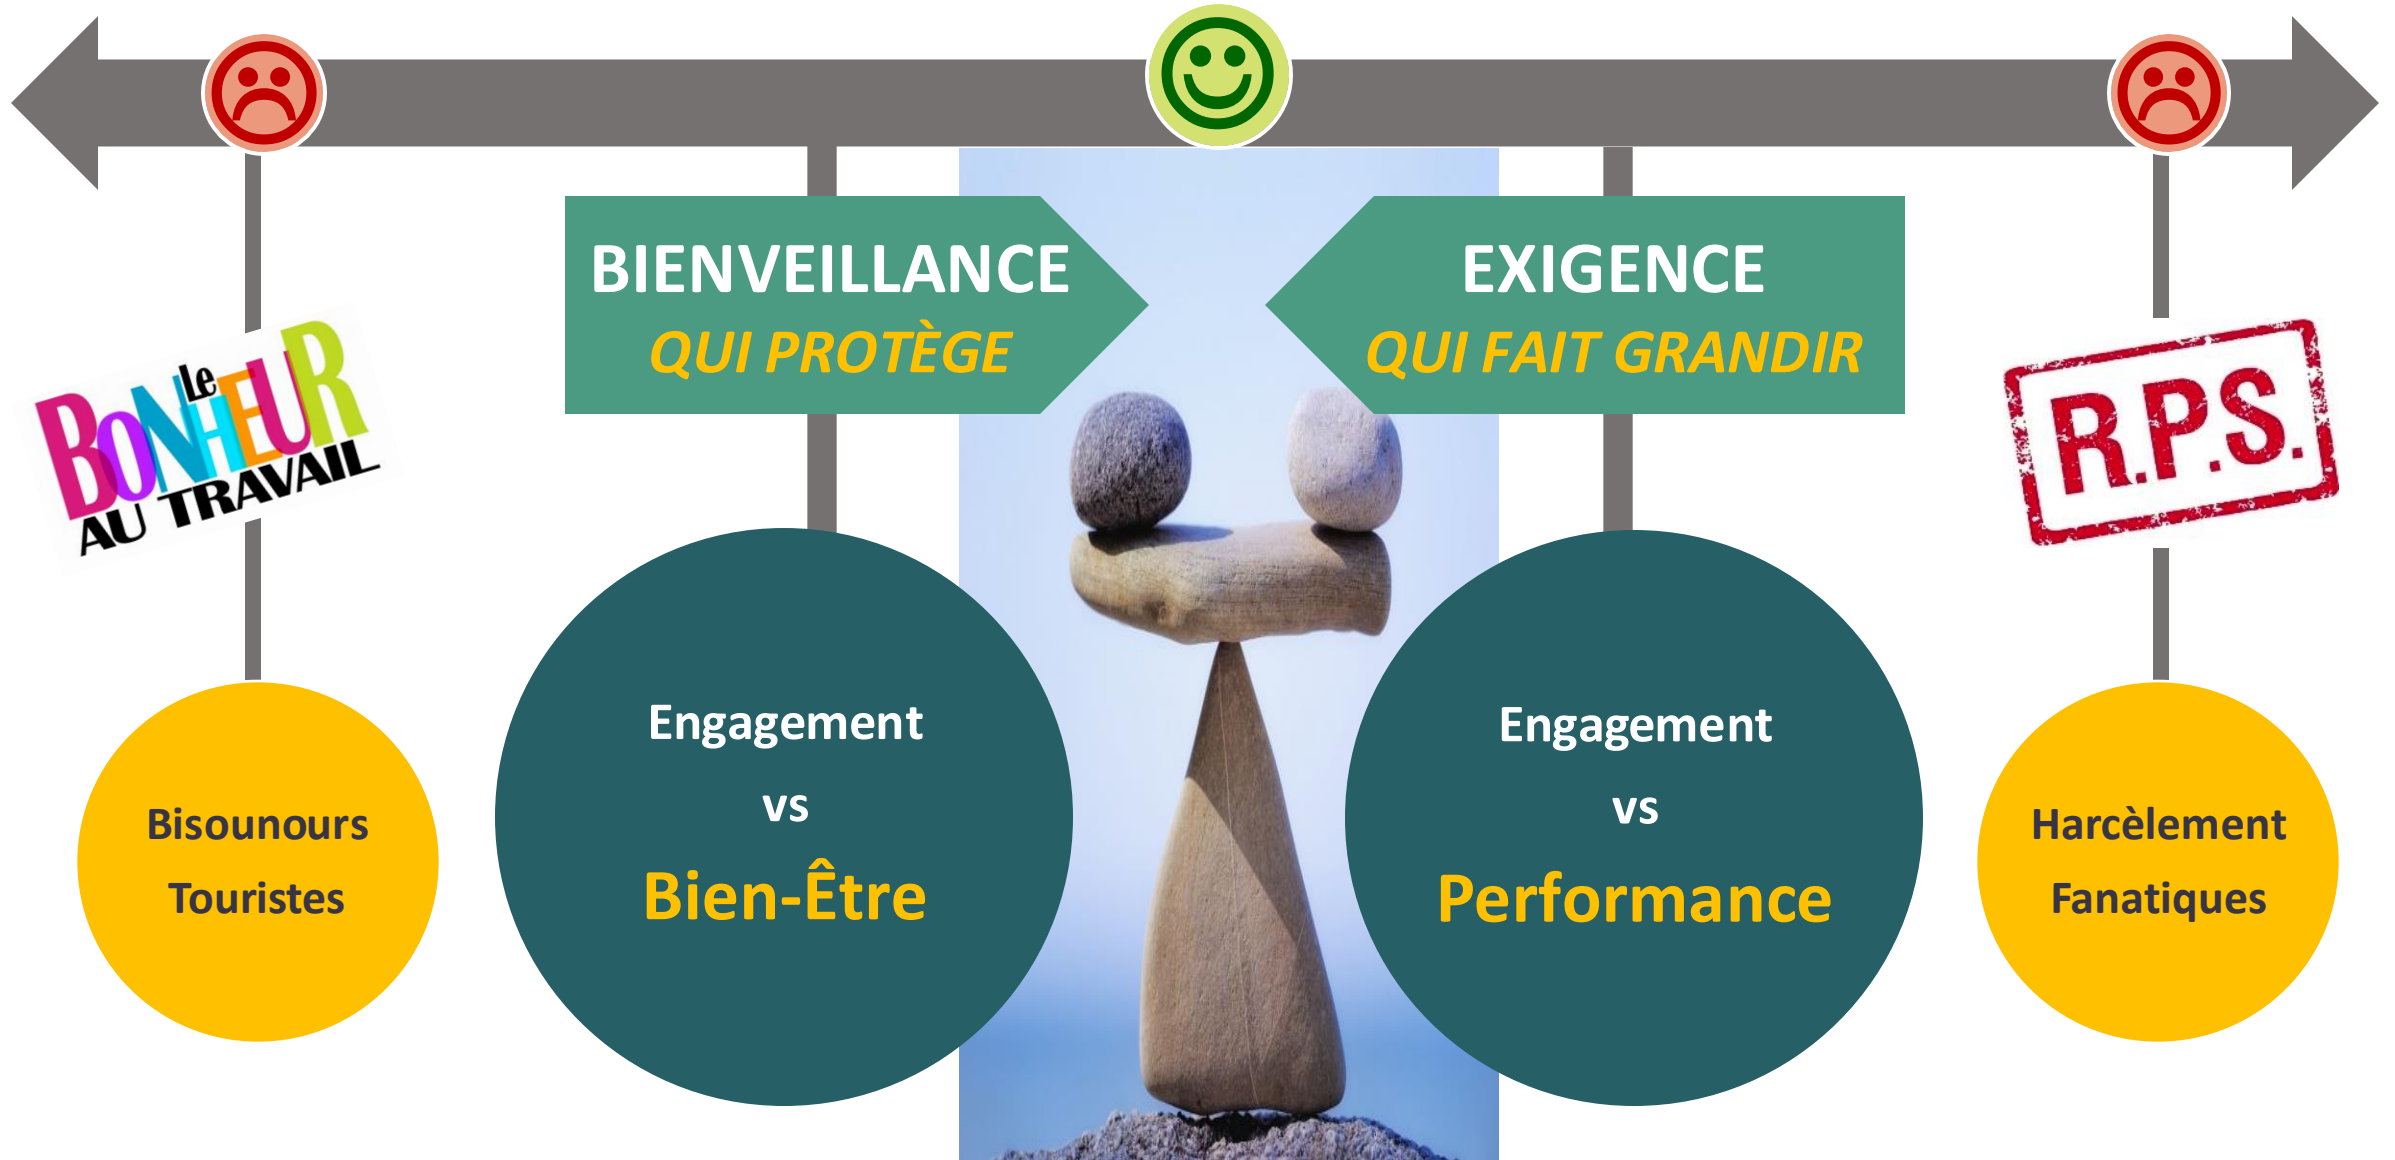 BIENVEILLANCE
QUI PROTÈGE
EXIGENCE
QUI FAIT GRANDIR
LE
BONHEUR
AU TRAVAIL
R.P.S.
Bisounours
Touristes
Engagement
vs
Bien-Être
Engagement
vs
Performance
Harcèlement
Fanatiques